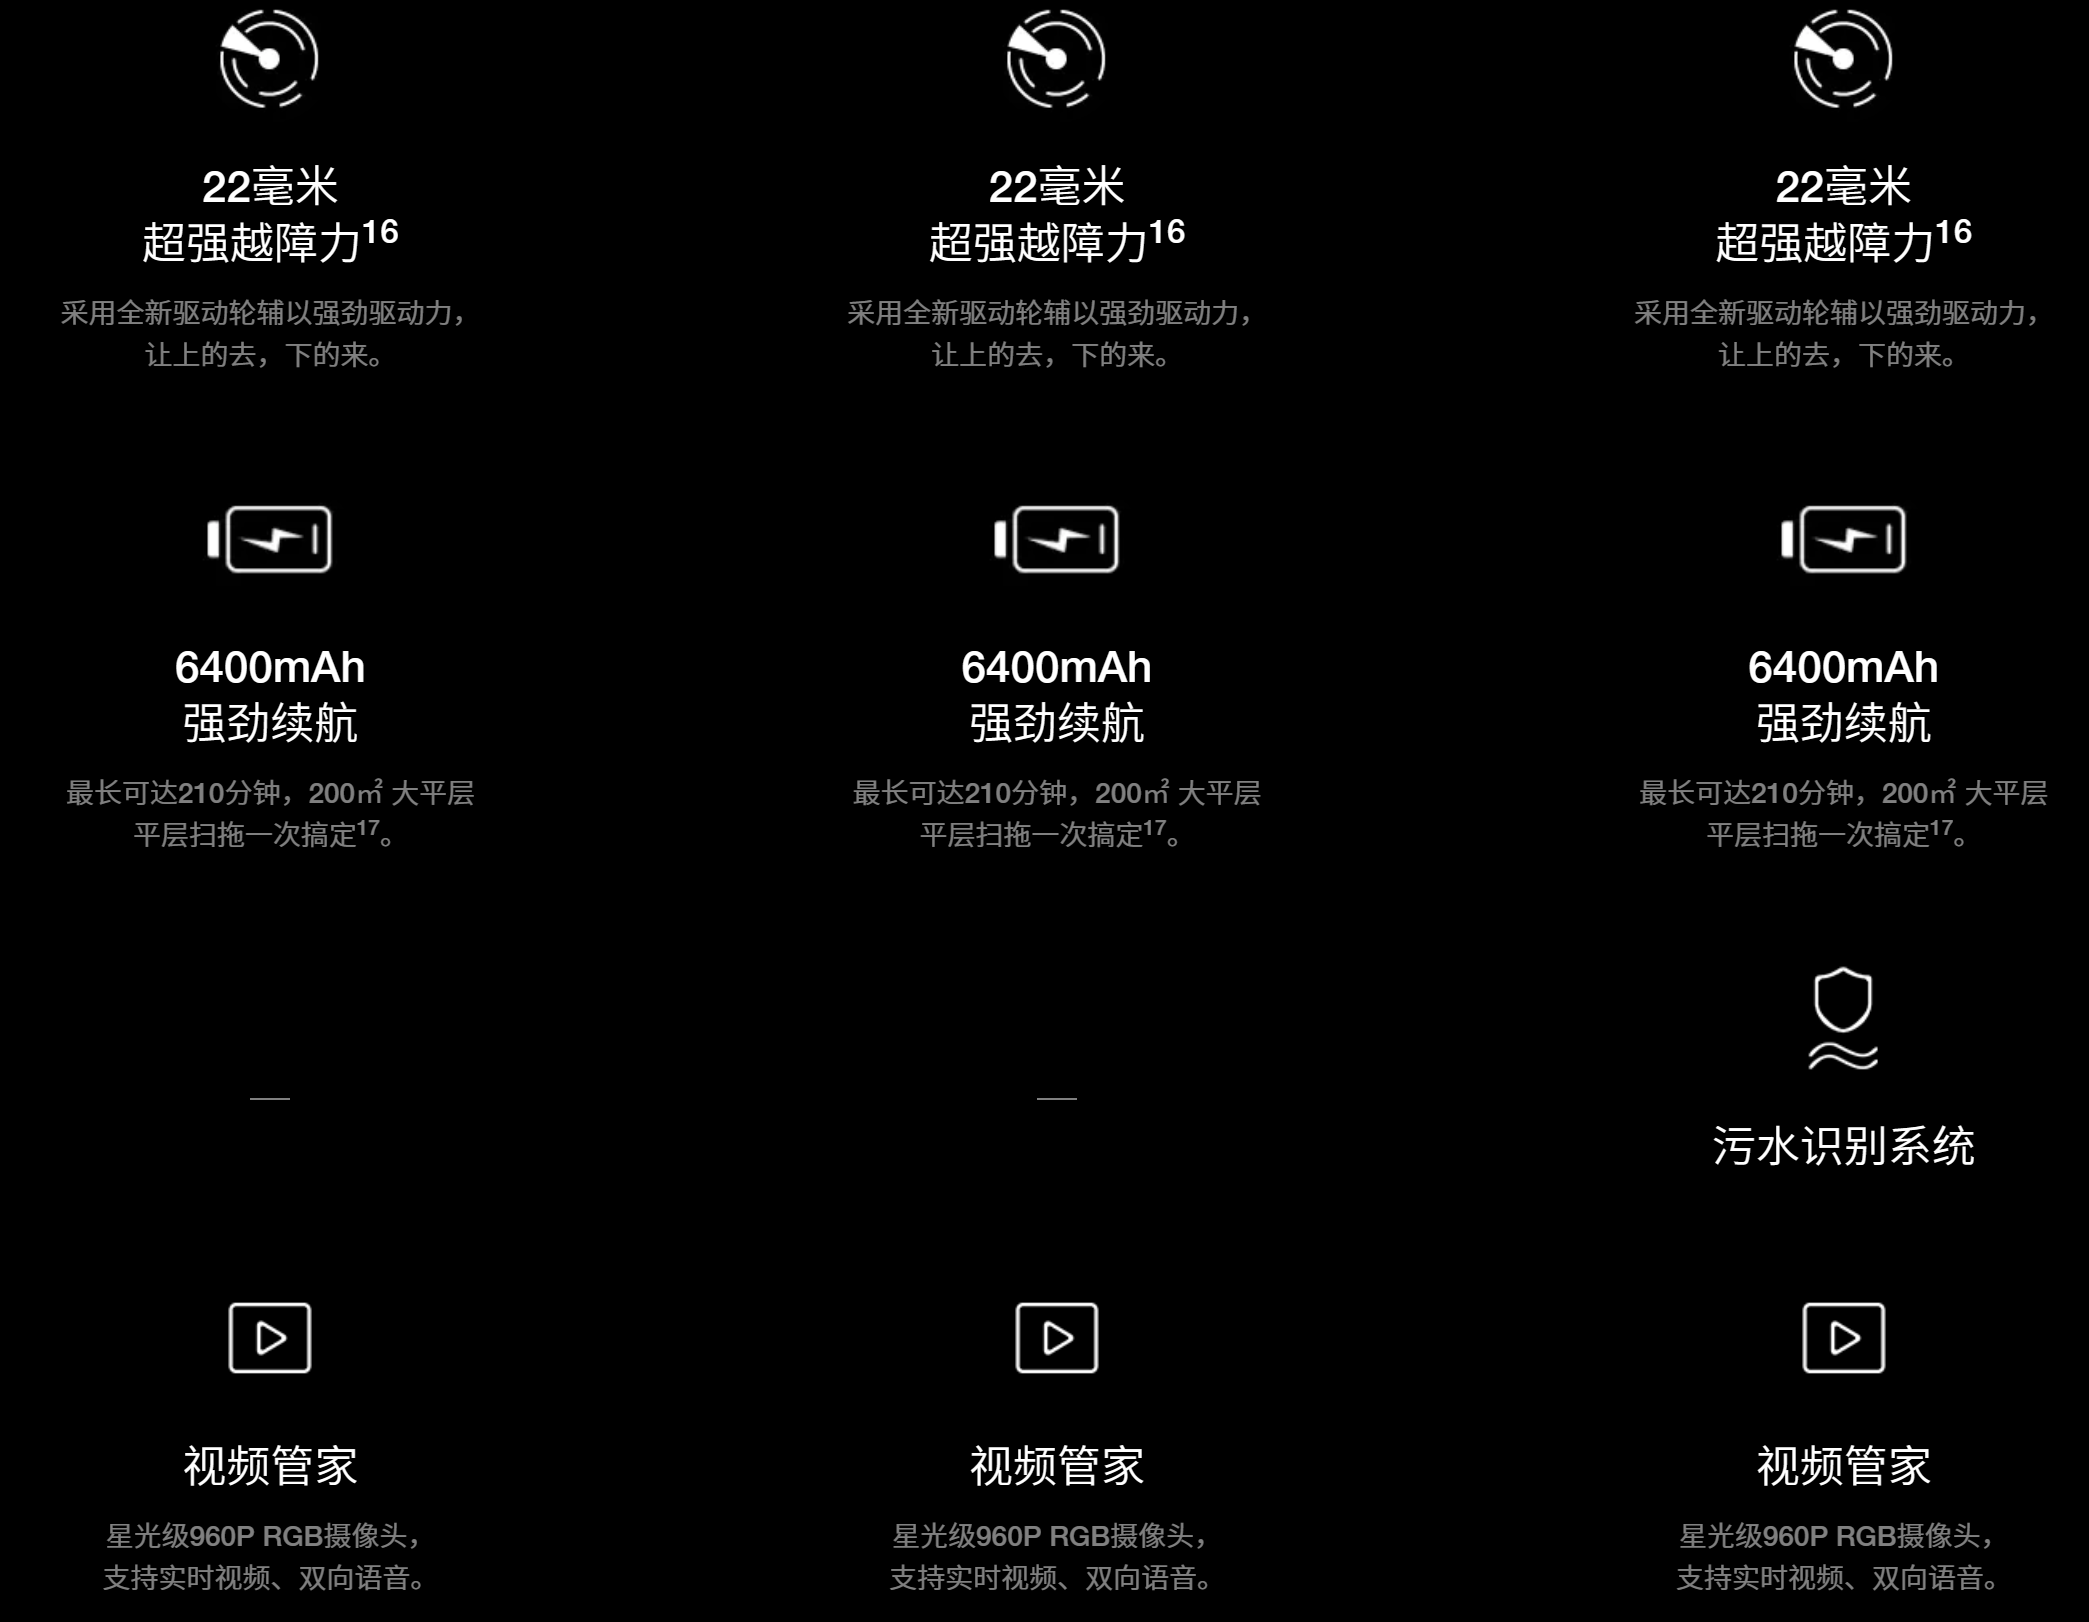 22毫米
超强越障力16
采用全新驱动轮辅以强劲驱动力，
让上的去，下的来。
22毫米
超强越障力16
采用全新驱动轮辅以强劲驱动力，
让上的去，下的来。
22毫米
超强越障力16
采用全新驱动轮辅以强劲驱动力，
让上的去，下的来。
6400mAh
强劲续航
最长可达210分钟，200㎡ 大平层
平层扫拖一次搞定17。
6400mAh
强劲续航
最长可达210分钟，200㎡ 大平层
平层扫拖一次搞定17。
6400mAh
强劲续航
最长可达210分钟，200㎡ 大平层
平层扫拖一次搞定17。
—
—
污水识别系统
视频管家
星光级960P RGB摄像头，
支持实时视频、双向语音。
视频管家
星光级960P RGB摄像头，
支持实时视频、双向语音。
视频管家
星光级960P RGB摄像头，
支持实时视频、双向语音。